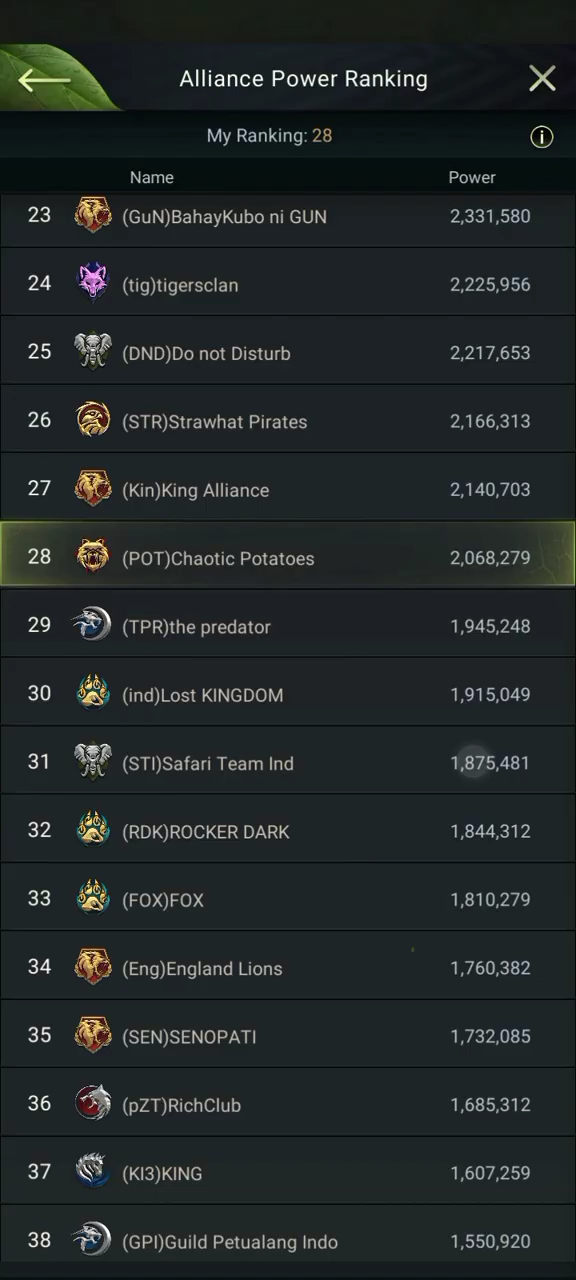 Alliance Power Ranking
My Ranking: 28
Name Power
23 (GuN)BahayKubo ni GUN 2,331,580
24 (tig)tigersclan 2,225,956
25 (DND)Do not Disturb 2,217,653
26 (STR)Strawhat Pirates 2,166,313
27 (Kin)King Alliance 2,140,703
28 (POT)Chaotic Potatoes 2,068,279
29 (TPR)the predator 1,945,248
30 (ind)Lost KINGDOM 1,915,049
31 (STI)Safari Team Ind 1,875,481
32 (RDK)ROCKER DARK 1,844,312
33 (FOX)FOX 1,810,279
34 (Eng)England Lions 1,760,382
35 (SEN)SENOPATI 1,732,085
36 (pZT)RichClub 1,685,312
37 (KI3)KING 1,607,259
38 (GPI)Guild Petualang Indo 1,550,920